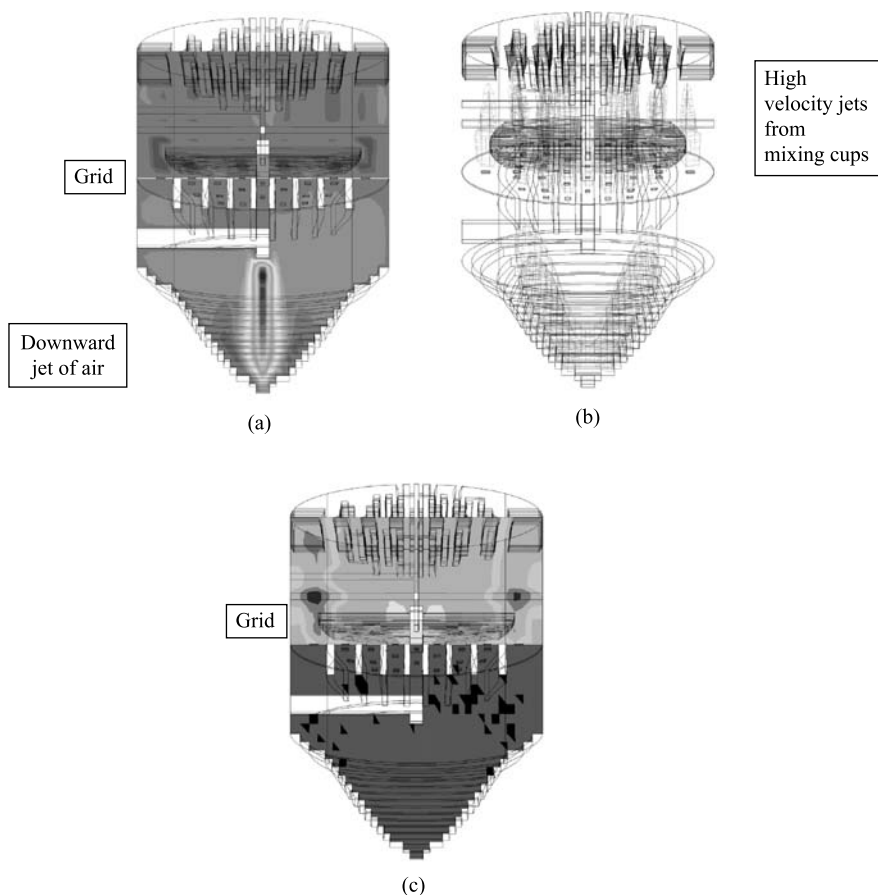 High
velocity jets
from
mixing cups
Grid
Downward
jet of air
(a)
(b)
Grid
(c)